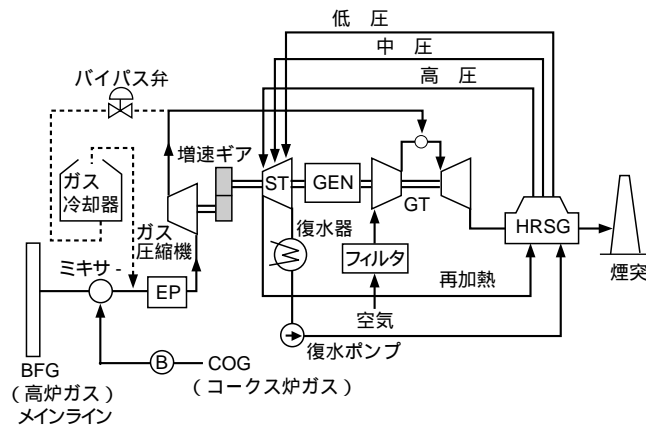 低 圧
中 圧
高 圧
バイパス弁
増速ギア
ガス
冷却器
ST
GEN
GT
HRSG
ガス
圧縮機
復水器
フィルタ
ミキサ-
EP
再加熱
煙突
空気
復水ポンプ
B
COG
(コークス炉ガス)
BFG
(高炉ガス)
メインライン